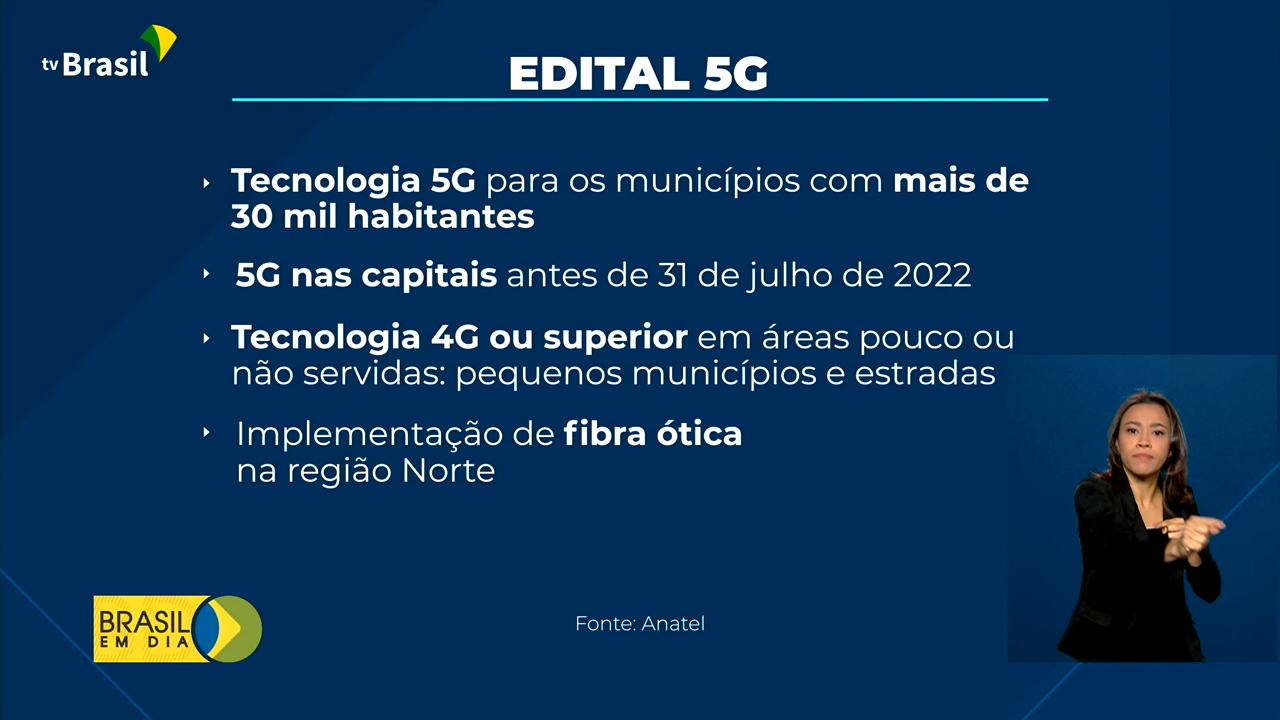 tv Brasil
EDITAL 5G
Tecnologia 5G para os municípios com mais de
30 mil habitantes
5G nas capitais antes de 31 de julho de 2022
Tecnologia 4G ou superior em áreas pouco ou
não servidas: pequenos municípios e estradas
Implementação de fibra ótica
na região Norte
BRASIL
EM DIA
Fonte: Anatel